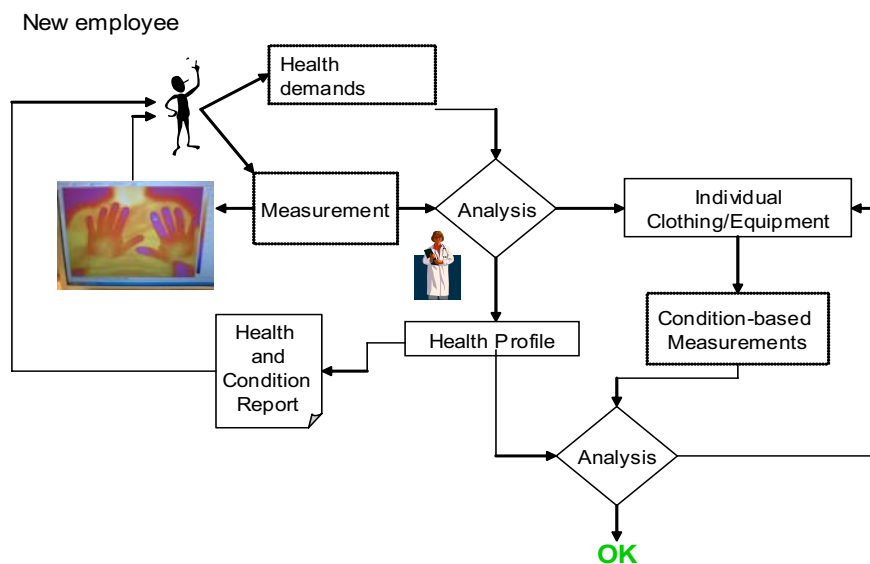 New employee
Health
demands
Measurement
Analysis
Individual
Clothing/Equipment
Condition-based
Measurements
Health Profile
Health
and
Condition
Report
Analysis
OK